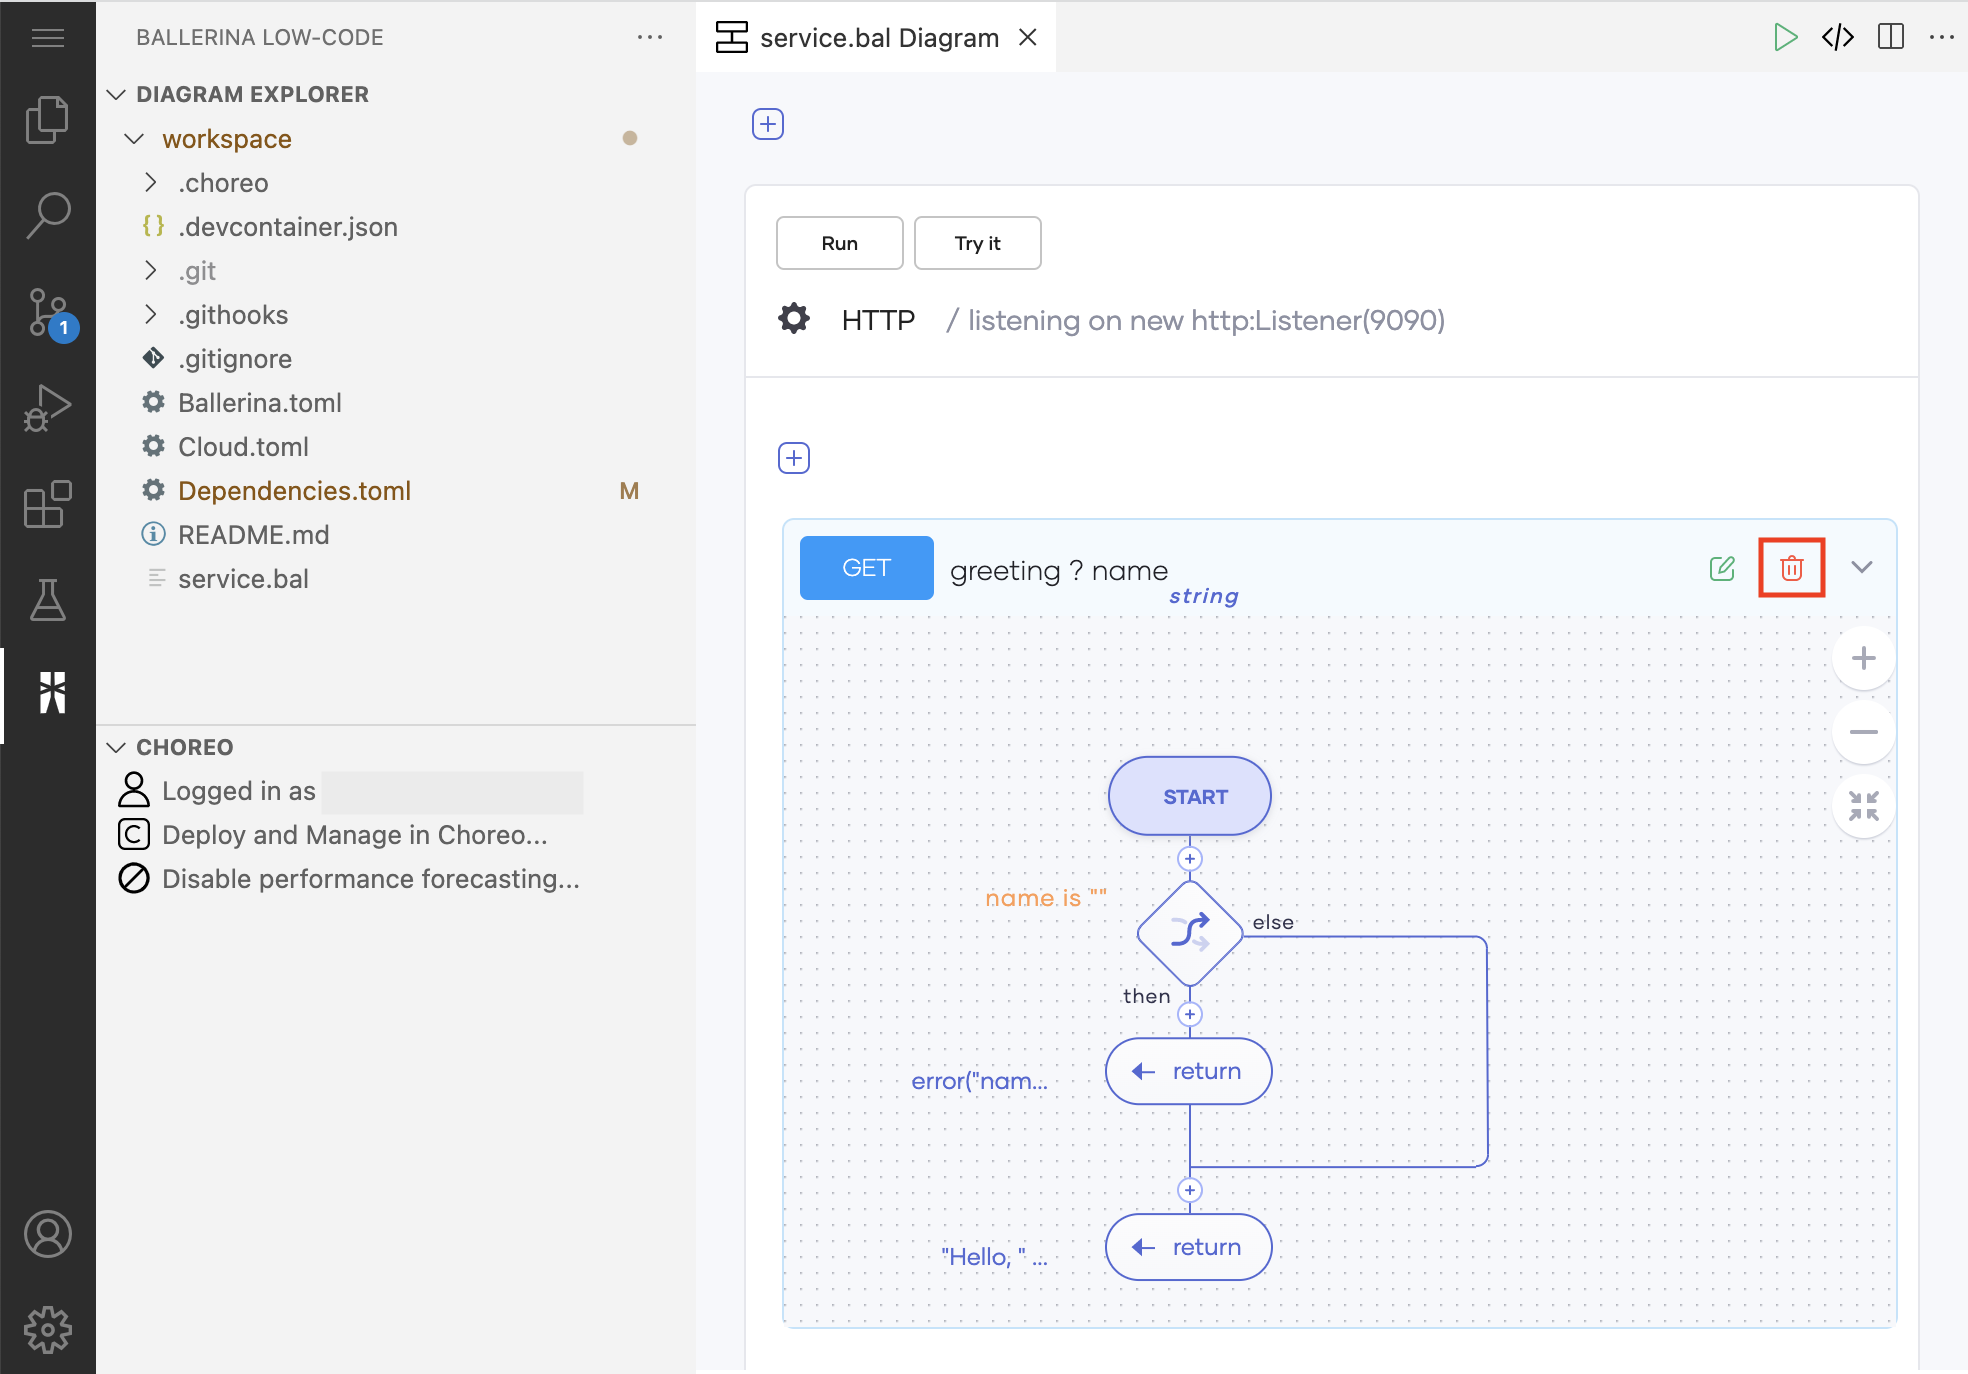 BALLERINA LOW-CODE
service.bal Diagram
DIAGRAM EXPLORER
workspace
.choreo
.devcontainer.json
.git
.githooks
1
.gitignore
Ballerina.toml
Cloud.toml
Dependencies.toml M
README.md
service.bal
CHOREO
Logged in as
Deploy and Manage in Choreo...
Disable performance forecasting...
Run Try it
HTTP / listening on new http:Listener(9090)
GET greeting ? name string
START
name is ""
else
then
error("nam... return
"Hello, " ... return